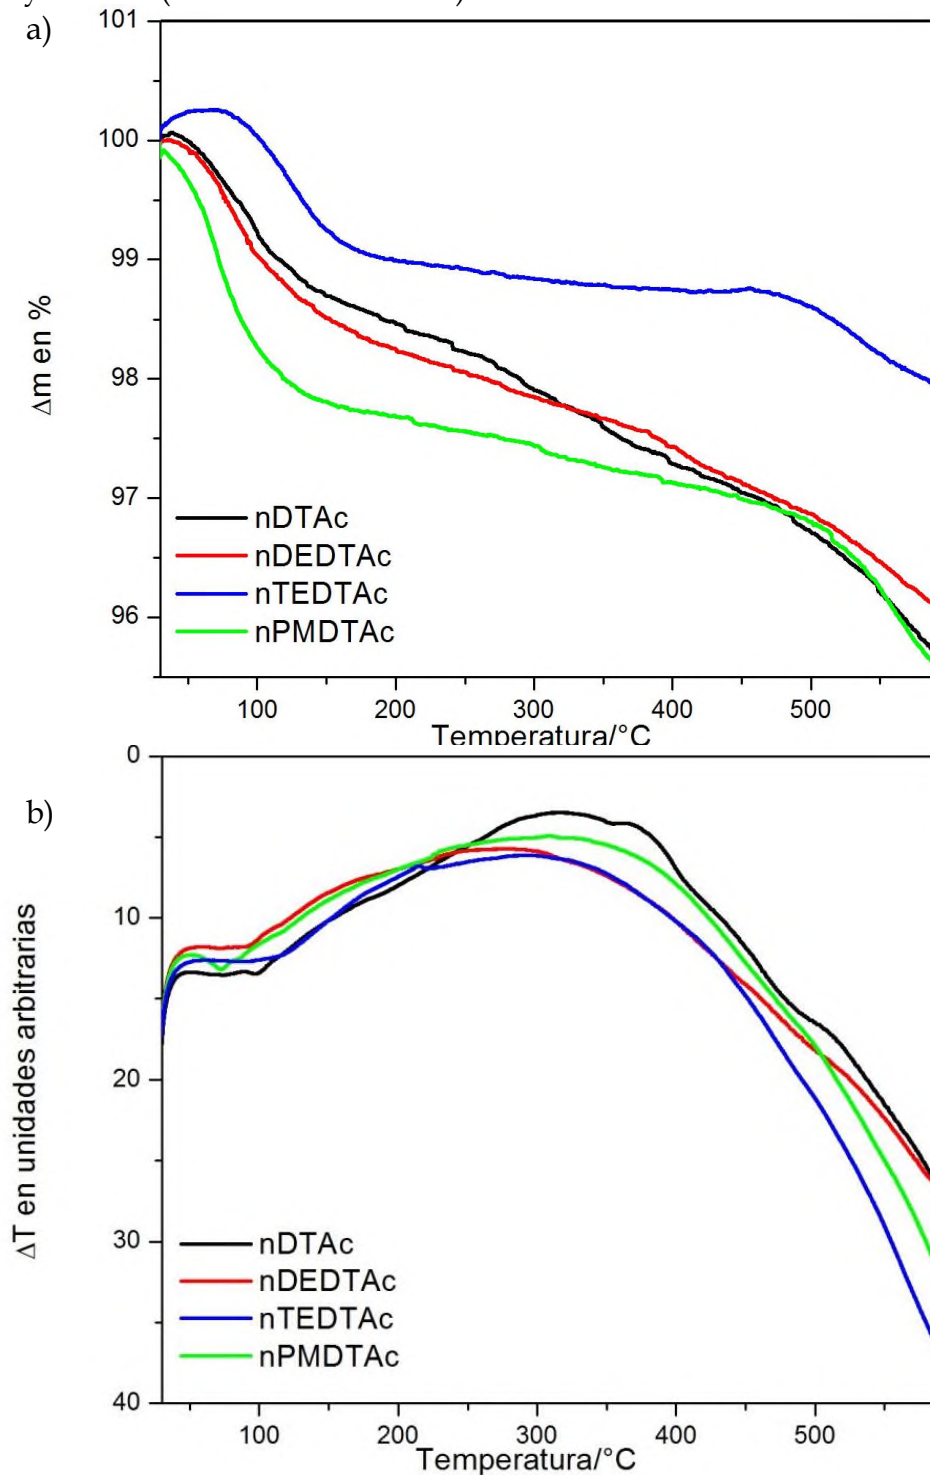 a)
101
100
99
98
97
96
Δm en %
nDTAc
nDEDTAc
nTEDTAc
nPMDTAc
100 200 300 400 500
Temperatura/°C
b)
0
10
20
30
40
ΔT en unidades arbitrarias
nDTAc
nDEDTAc
nTEDTAc
nPMDTAc
100 200 300 400 500
Temperatura/°C